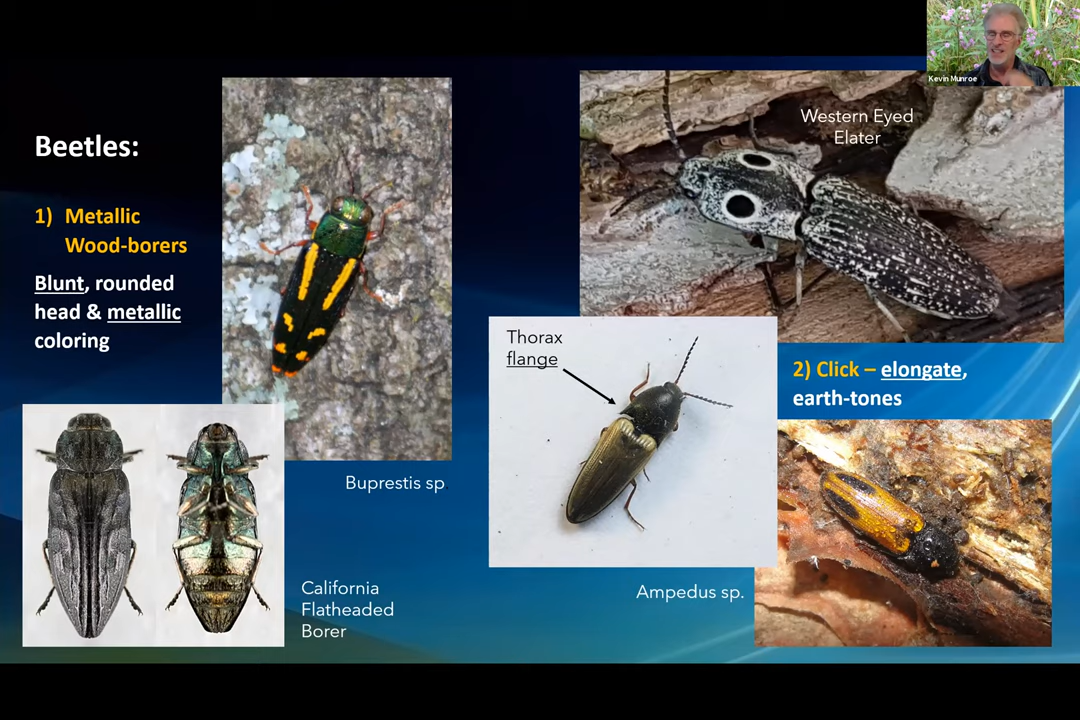 Kevin Munroe
Beetles:
1) Metallic
Wood-borers
Blunt, rounded
head & metallic
coloring
Buprestis sp
California
Flatheaded
Borer
Western Eyed
Elater
Thorax
flange
2) Click – elongate,
earth-tones
Ampedus sp.